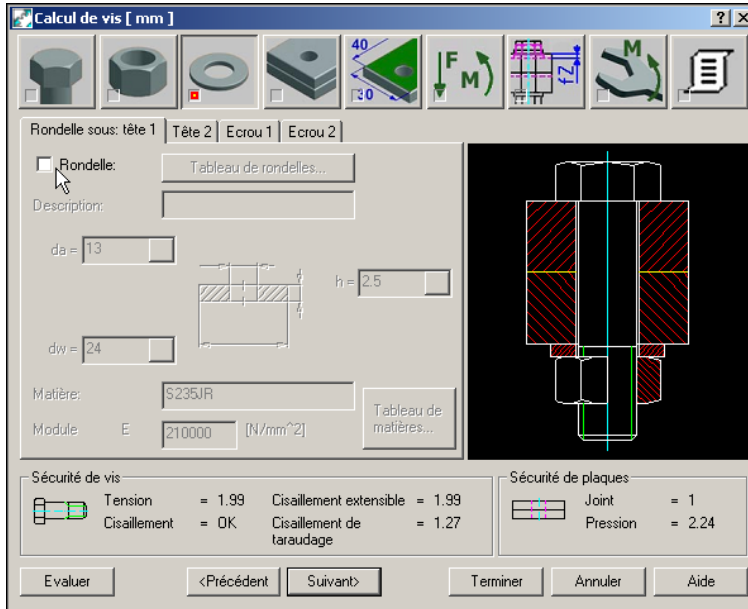 Calcul de vis [ mm ]
40
30
F
M
tZ
M
Rondelle sous: tête 1 Tête 2 Ecrou 1 Ecrou 2
Rondelle: Tableau de rondelles...
Description:
da = 13
h = 2.5
dw = 24
Matière: S235JR
Tableau de matières...
Module E 210000 [N/mm^2]
Sécurité de vis
Tension = 1.99 Cisaillement extensible = 1.99
Cisaillement = OK Cisaillement de taraudage = 1.27
Sécurité de plaques
Joint = 1
Pression = 2.24
Evaluer <Précédent Suivant> Terminer Annuler Aide